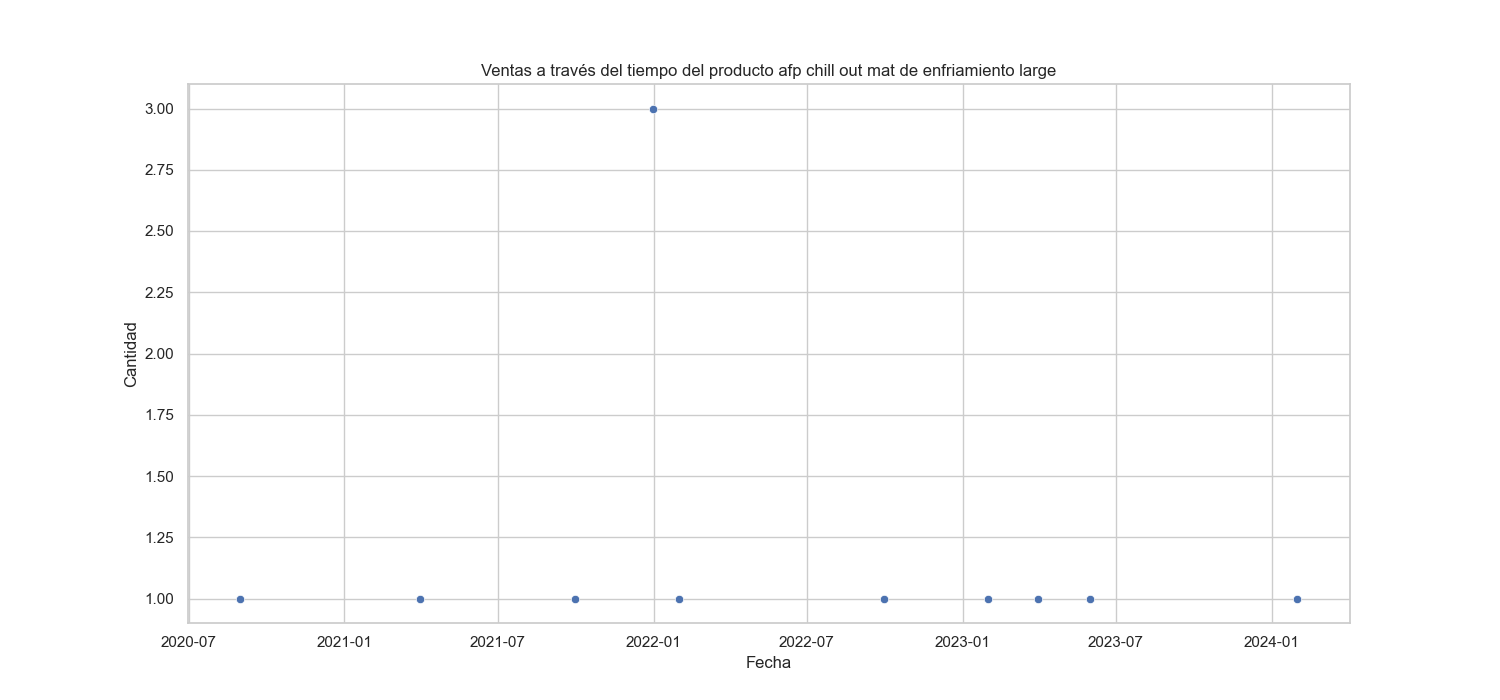 Ventas a través del tiempo del producto afp chill out mat de enfriamiento large
3.00
2.75
2.50
2.25
2.00
1.75
1.50
1.25
1.00
Cantidad
2020-07 2021-01 2021-07 2022-01 2022-07 2023-01 2023-07 2024-01
Fecha